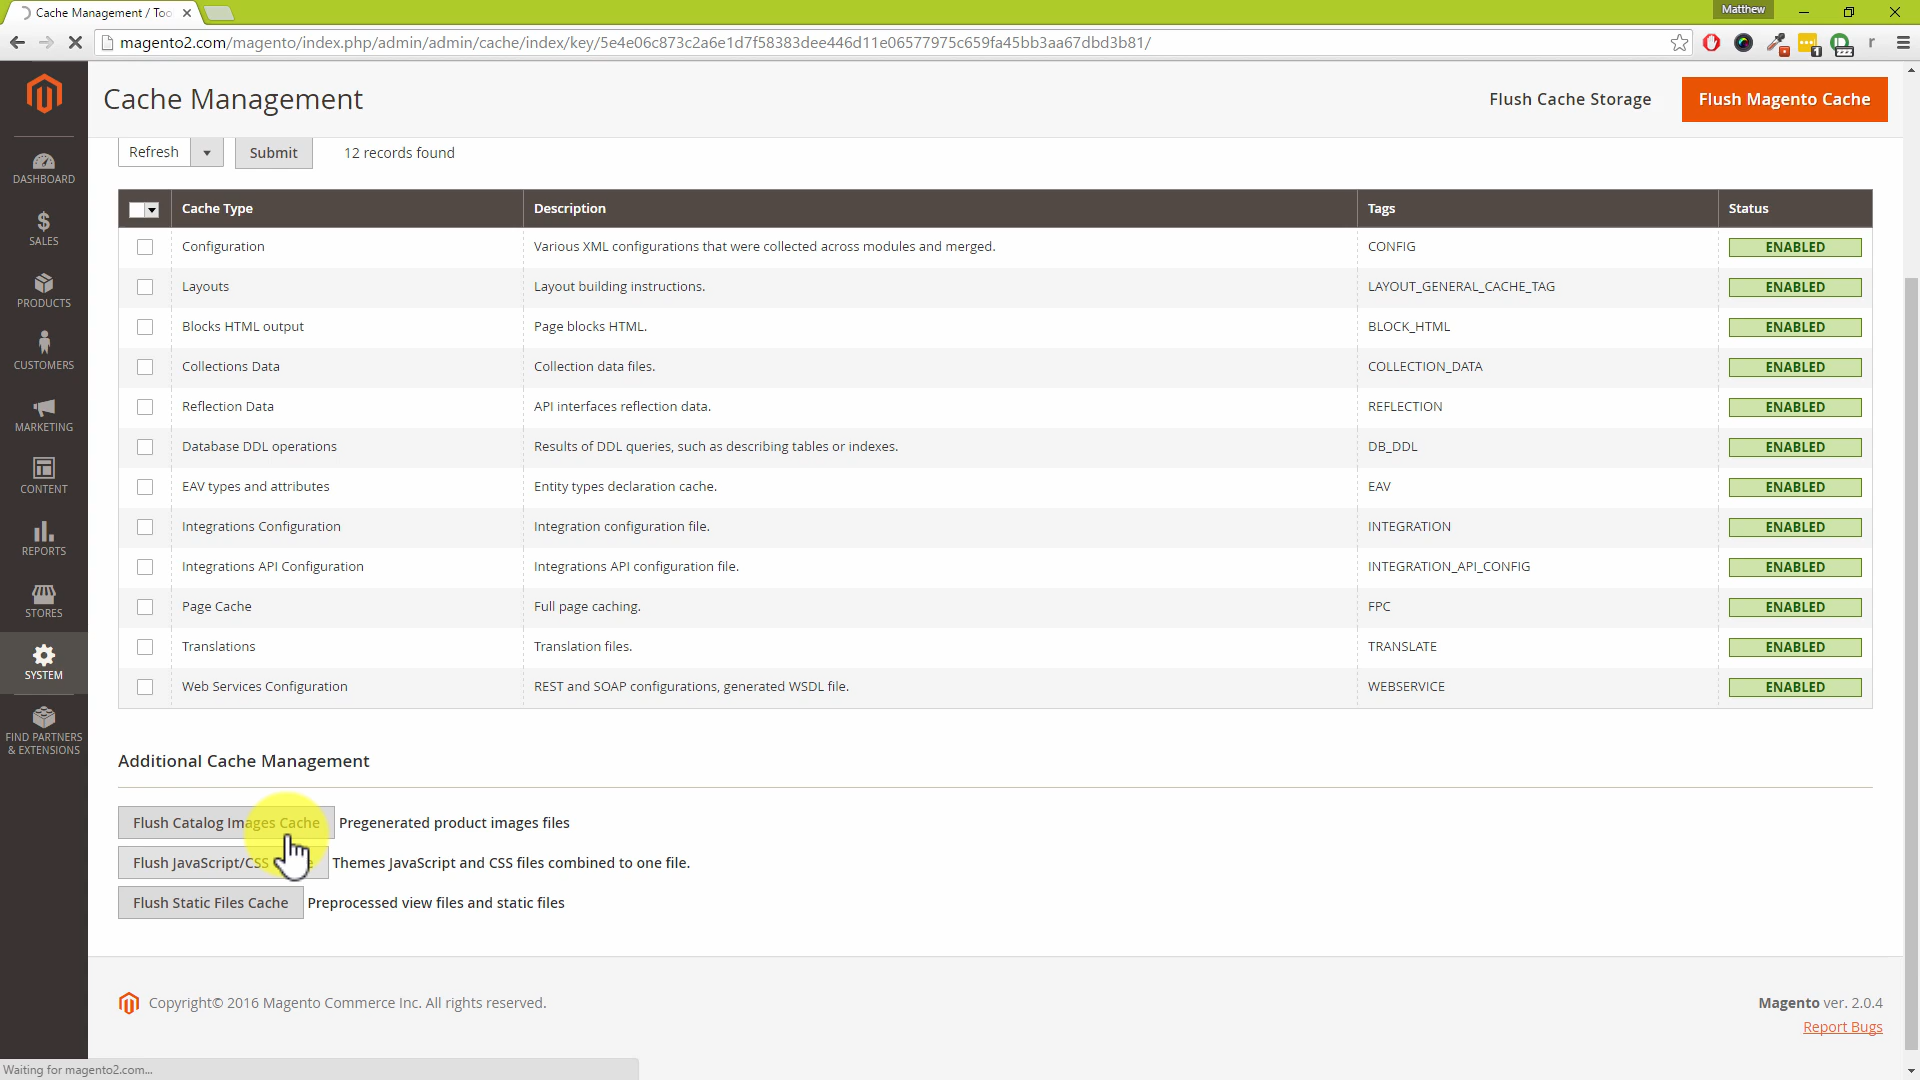 Cache Management / Too
Matthew
magento2.com/magento/index.php/admin/admin/cache/index/key/5e4e06c873c2a6e1d7f58383dee446d11e06577975c659fa45bb3aa67dbd3b81/
1
zzz
r
Cache Management
Flush Cache Storage
Flush Magento Cache
Refresh
Submit
12 records found
Cache Type Description Tags Status
Configuration Various XML configurations that were collected across modules and merged. CONFIG ENABLED
Layouts Layout building instructions. LAYOUT_GENERAL_CACHE_TAG ENABLED
Blocks HTML output Page blocks HTML. BLOCK_HTML ENABLED
Collections Data Collection data files. COLLECTION_DATA ENABLED
Reflection Data API interfaces reflection data. REFLECTION ENABLED
Database DDL operations Results of DDL queries, such as describing tables or indexes. DB_DDL ENABLED
EAV types and attributes Entity types declaration cache. EAV ENABLED
Integrations Configuration Integration configuration file. INTEGRATION ENABLED
Integrations API Configuration Integrations API configuration file. INTEGRATION_API_CONFIG ENABLED
Page Cache Full page caching. FPC ENABLED
Translations Translation files. TRANSLATE ENABLED
Web Services Configuration REST and SOAP configurations, generated WSDL file. WEBSERVICE ENABLED
DASHBOARD
SALES
PRODUCTS
CUSTOMERS
MARKETING
CONTENT
REPORTS
STORES
SYSTEM
FIND PARTNERS
& EXTENSIONS
Additional Cache Management
Flush Catalog Images Cache Pregenerated product images files
Flush JavaScript/CSS Themes JavaScript and CSS files combined to one file.
Flush Static Files Cache Preprocessed view files and static files
Copyright© 2016 Magento Commerce Inc. All rights reserved.
Magento ver. 2.0.4
Report Bugs
Waiting for magento2.com...